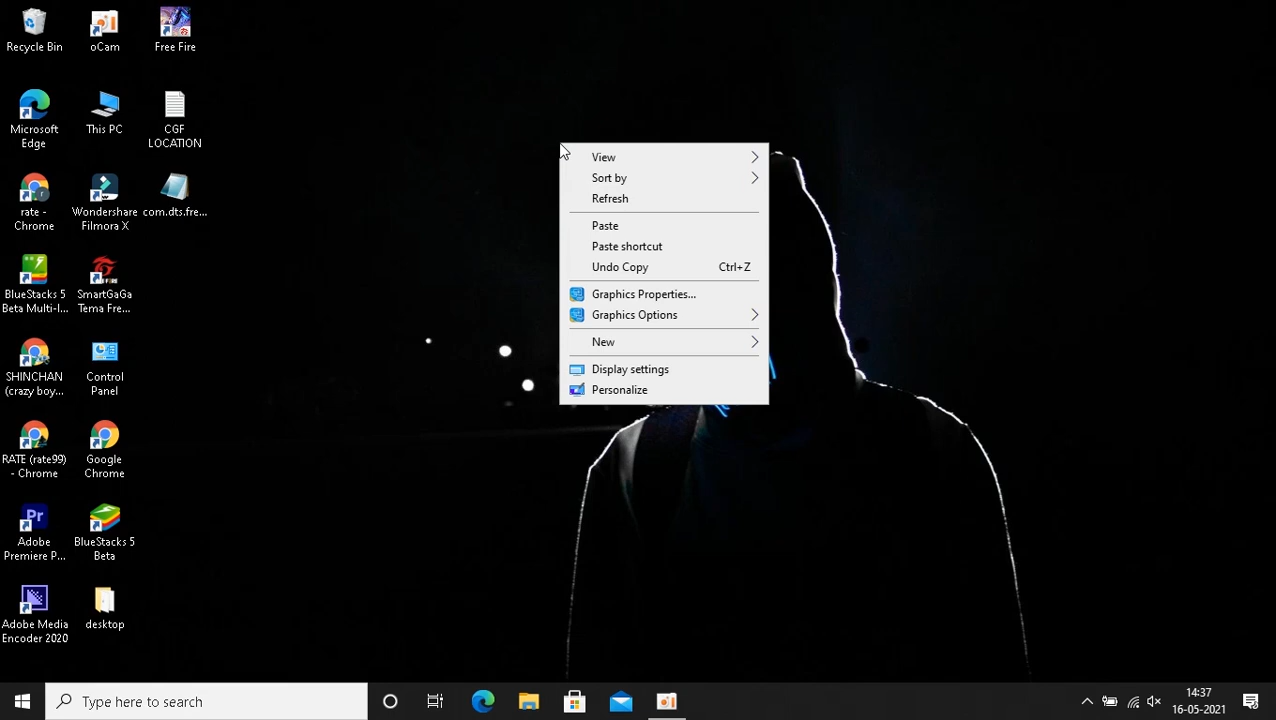 Recycle Bin
oCam
Free Fire
Microsoft
Edge
This PC
CGF
LOCATION
rate -
Chrome
Wondershare
Filmora X
com.dts.fre...
BlueStacks 5
Beta Multi-I...
SmartGaGa
Tema Fre...
SHINCHAN
(crazy boy...
Control
Panel
RATE (rate99)
- Chrome
Google
Chrome
Adobe
Premiere P...
BlueStacks 5
Beta
Adobe Media
Encoder 2020
desktop
View
Sort by
Refresh
Paste
Paste shortcut
Undo Copy Ctrl+Z
Graphics Properties...
Graphics Options
New
Display settings
Personalize
Type here to search
14:37
16-05-2021